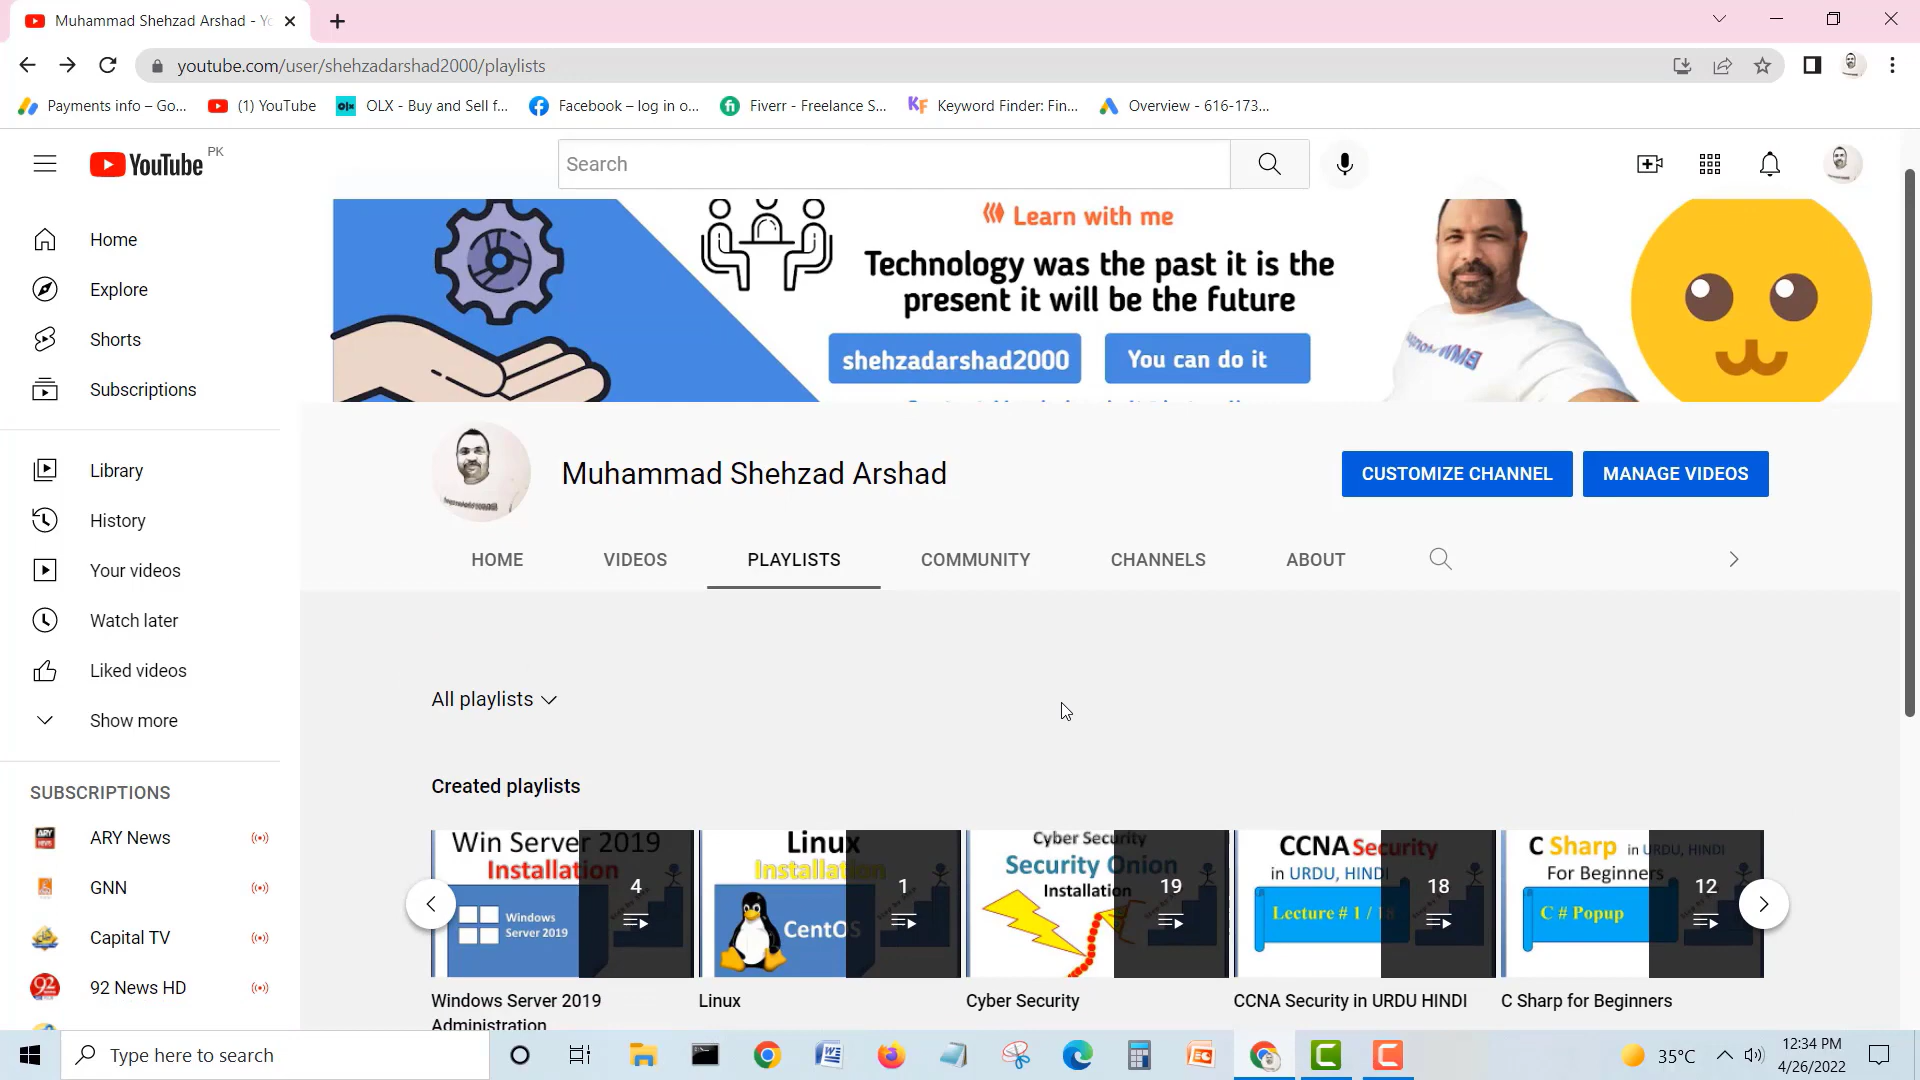 Muhammad Shehzad Arshad - Yo
youtube.com/user/shehzadarshad2000/playlists
Payments info – Go...
(1) YouTube
OLX - Buy and Sell f...
Facebook – log in o...
Fiverr - Freelance S...
KF Keyword Finder: Fin...
Overview - 616-173...
YouTube PK
Search
Home
Explore
Shorts
Subscriptions
Library
History
Your videos
Watch later
Liked videos
Show more
SUBSCRIPTIONS
ARY News
GNN
Capital TV
92 News HD
Learn with me
Technology was the past it is the
present it will be the future
shehzadarshad2000
You can do it
Muhammad Shehzad Arshad
CUSTOMIZE CHANNEL
MANAGE VIDEOS
HOME
VIDEOS
PLAYLISTS
COMMUNITY
CHANNELS
ABOUT
All playlists
Created playlists
Win Server 2019
Installation
Windows
Server 2019
4
Windows Server 2019
Administration
Linux
Installation
CentOS
1
Linux
Cyber Security
Security Onion
Installation
19
Cyber Security
CCNA Security
in URDU, HINDI
Lecture # 1 / 18
18
CCNA Security in URDU HINDI
C Sharp in URDU, HINDI
For Beginners
C # Popup
12
C Sharp for Beginners
Type here to search
35°C
12:34 PM
4/26/2022